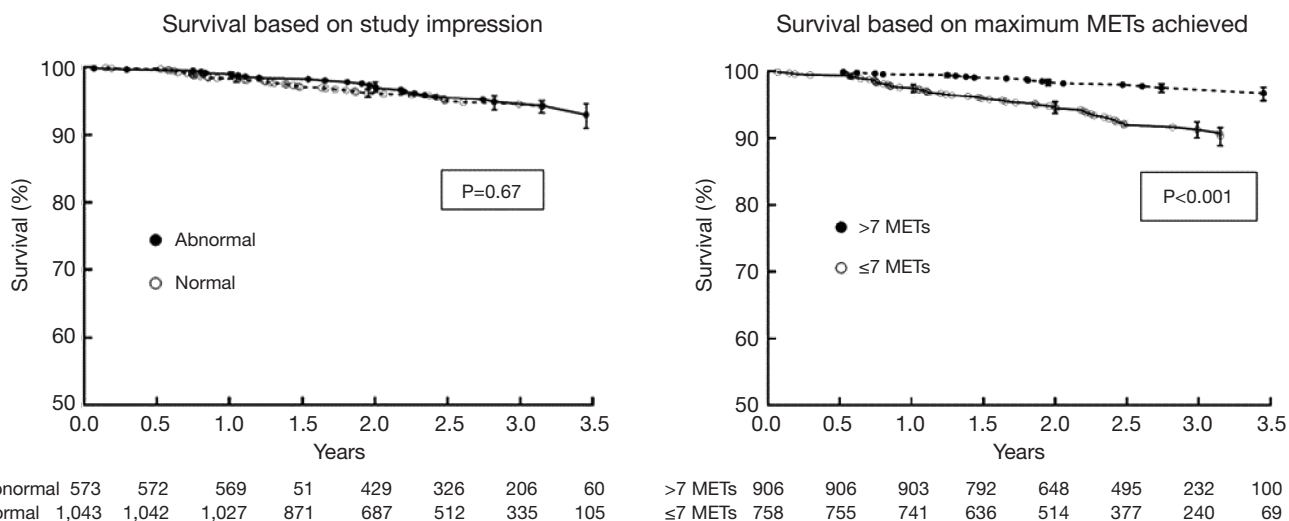 Survival based on study impression
100
90
80
70
60
50
Survival (%)
P=0.67
Abnormal
Normal
0.0 0.5 1.0 1.5 2.0 2.5 3.0 3.5
Years
bnormal 573 572 569 51 429 326 206 60
ormal 1,043 1,042 1,027 871 687 512 335 105
Survival based on maximum METs achieved
100
90
80
70
60
50
Survival (%)
P<0.001
>7 METs
≤7 METs
0.0 0.5 1.0 1.5 2.0 2.5 3.0 3.5
Years
>7 METs 906 906 903 792 648 495 232 100
≤7 METs 758 755 741 636 514 377 240 69